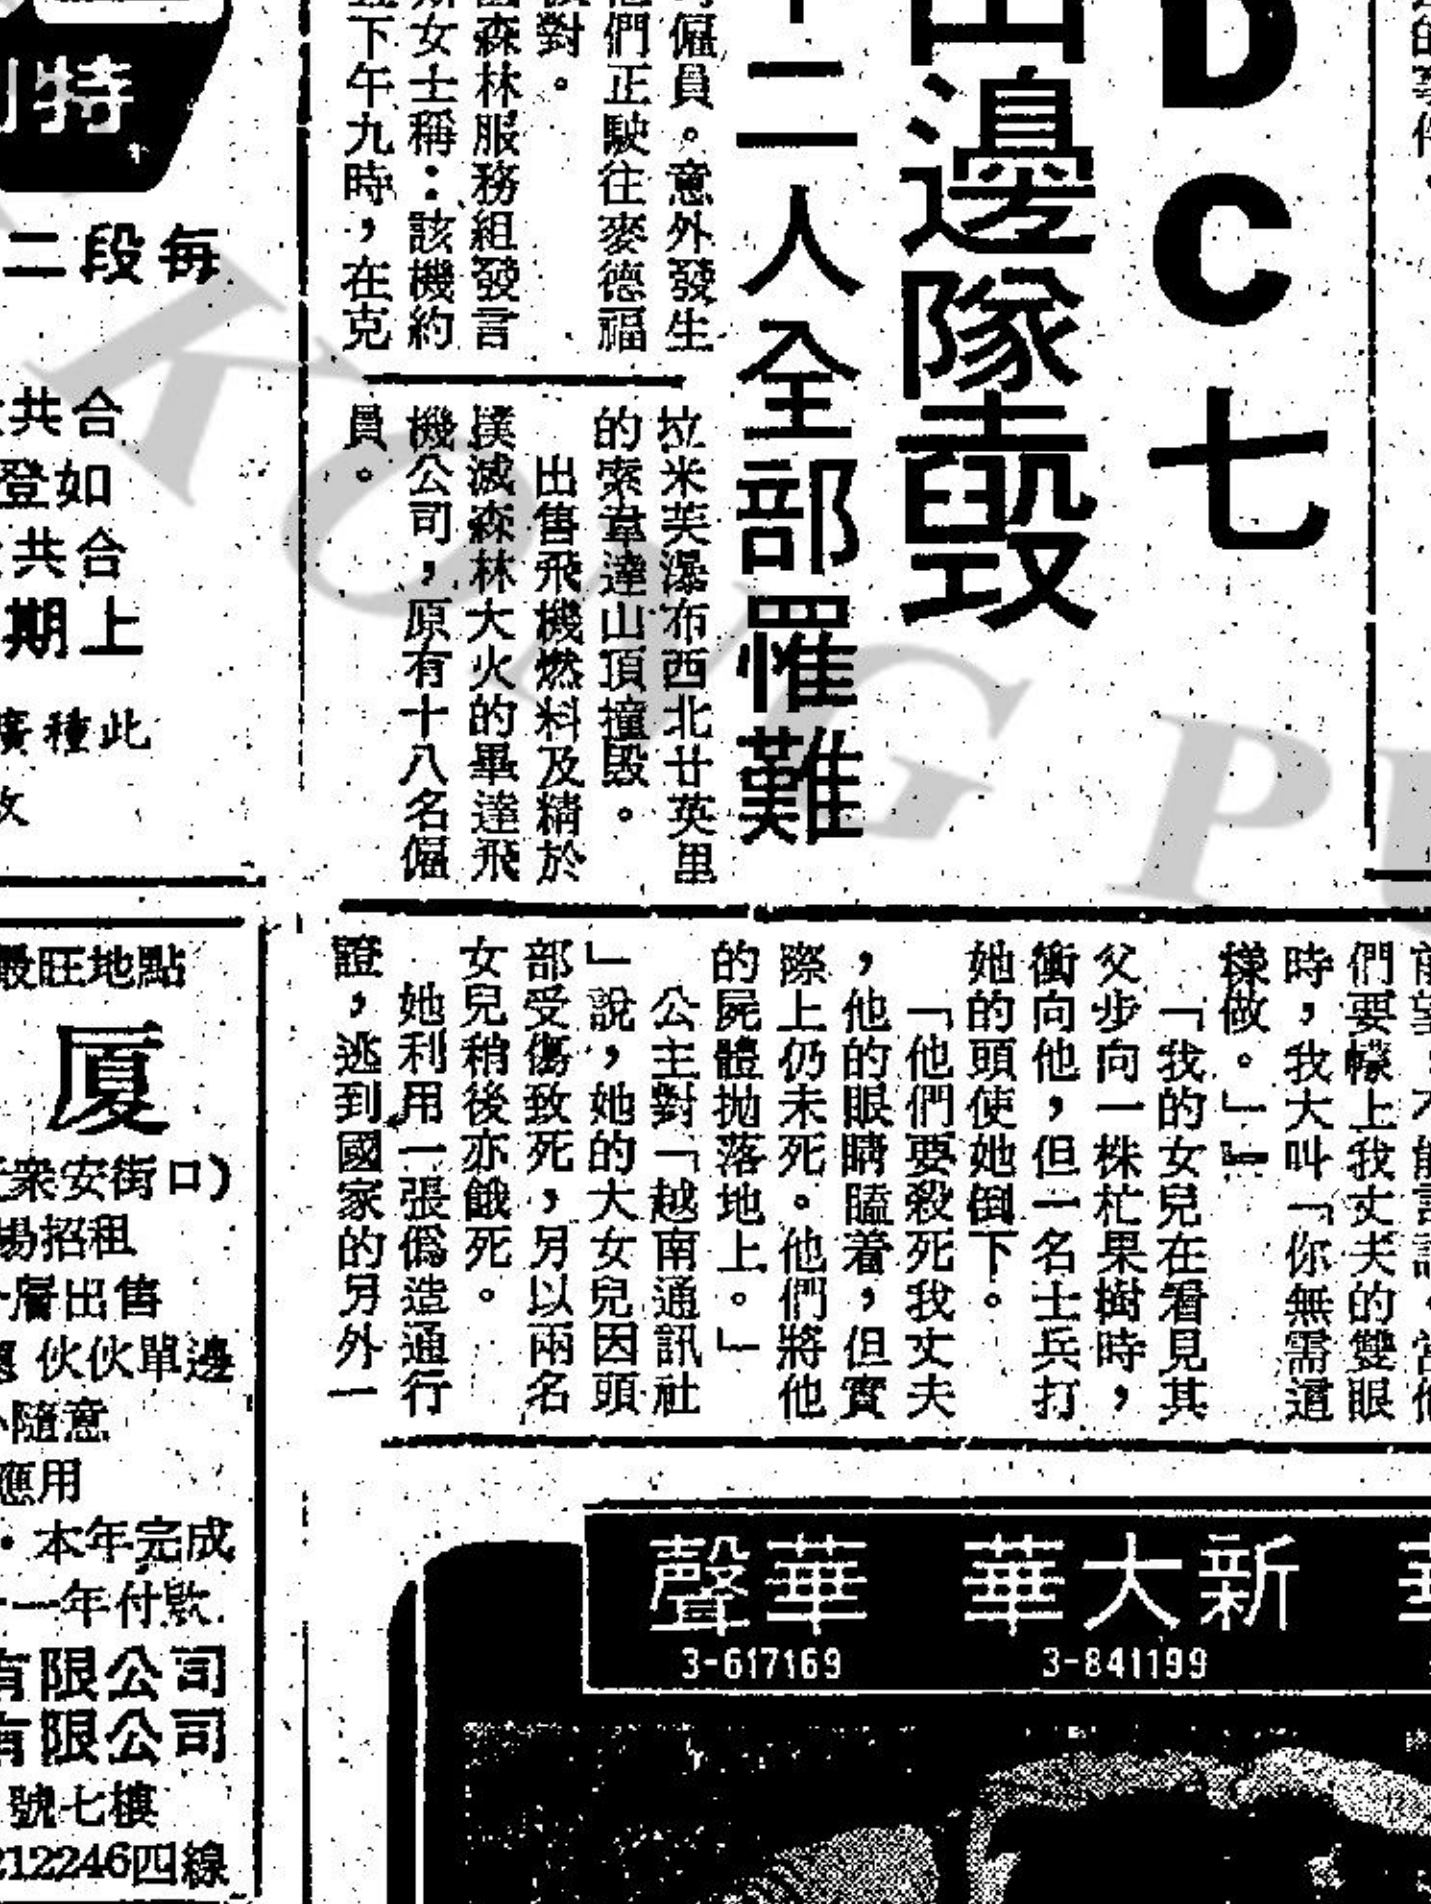 DC七
山邊隊毀
十二人全部罹難
僱員。意外發生
他們正駛往麥德福
對。
森林服務組發言
女士稱：該機約
下午九時，在克
拉米芙瀑布西北廿英里
的索韋達山頂撞毀。
出售飛機燃料及精於
撲滅森林大火的畢達飛
機公司，原有十八名僱
員。
們要幪上我丈夫的雙眼
時，我大叫「你無需這
樣做。」
「我的女兒在看見其
父步向一株杧果樹時，
衝向他，但一名士兵打
她的頭使她倒下。
「他們要殺死我丈夫
，他的眼睛瞌着，但實
際上仍未死。他們將他
的屍體拋落地上。」
公主對「越南通訊社
」說，她的大女兒因頭
部受傷致死，另以兩名
女兒稍後亦餓死。
她利用一張僞造通行
證，逃到國家的另外一
特
每段二
合共
如登
合共
上期
此種廣
旺地點
厦
衆安街口)
招租
層出售
伙伙單邊
隨意
應用
本年完成
一年付款
有限公司
有限公司
號七樓
212246四線
新大華
3-841199
華聲
3-617169
KONG PU